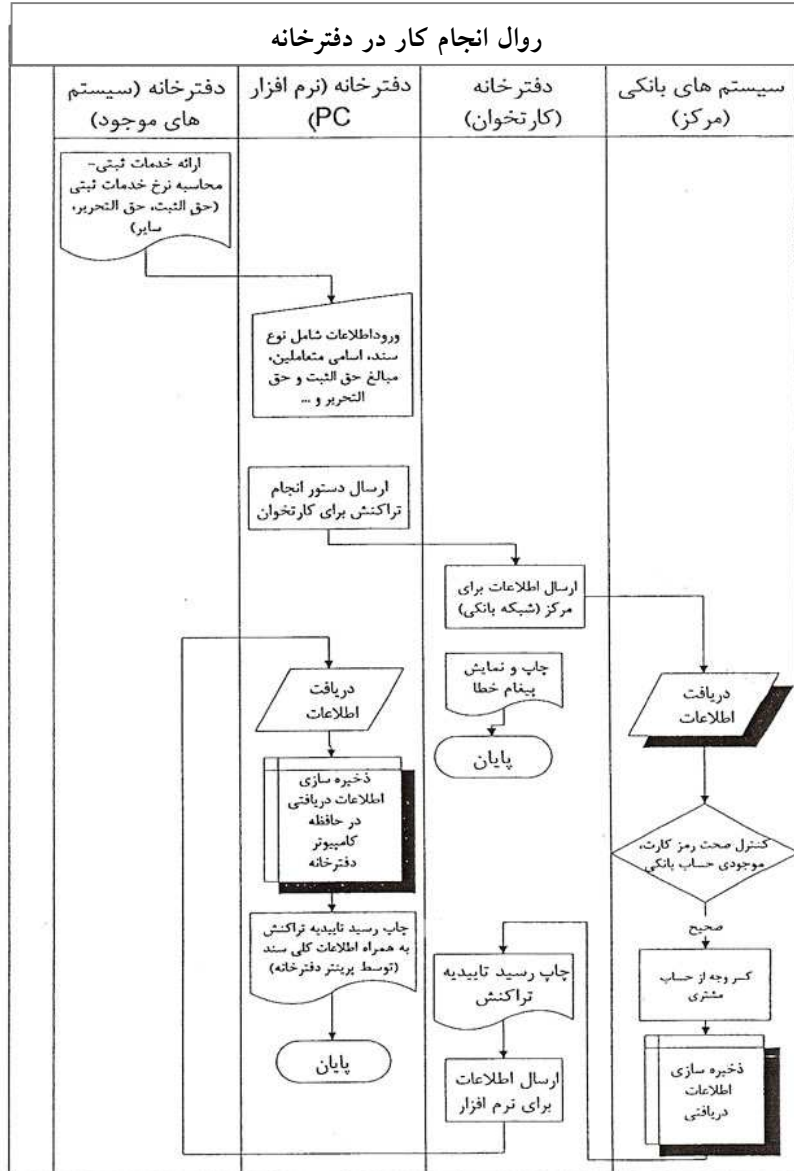 روال انجام کار در دفترخانه
سیستم های بانکی
(مرکز)
دفترخانه
(کارتخوان)
دفترخانه (نرم افزار
PC)
دفترخانه (سیستم
های موجود)
ارائه خدمات ثبتی-
محاسبه نرخ خدمات ثبتی
(حق الثبت، حق التحریر،
سایر)
ورود اطلاعات شامل نوع
سند، اسامی متعاملین،
مبالغ حق الثبت و حق
التحریر و ...
ارسال دستور انجام
تراکنش برای کارتخوان
ارسال اطلاعات برای
مرکز (شبکه بانکی)
دریافت
اطلاعات
کنترل صحت رمز کارت،
موجودی حساب بانکی
صحیح
کسر وجه از حساب
مشتری
ذخیره سازی
اطلاعات
دریافتی
چاپ و نمایش
پیغام خطا
پایان
چاپ رسید تاییدیه
تراکنش
ارسال اطلاعات
برای نرم افزار
دریافت
اطلاعات
ذخیره سازی
اطلاعات دریافتی
در حافظه
کامپیوتر
دفترخانه
چاپ رسید تاییدیه تراکنش
به همراه اطلاعات کلی سند
(توسط پرینتر دفترخانه)
پایان